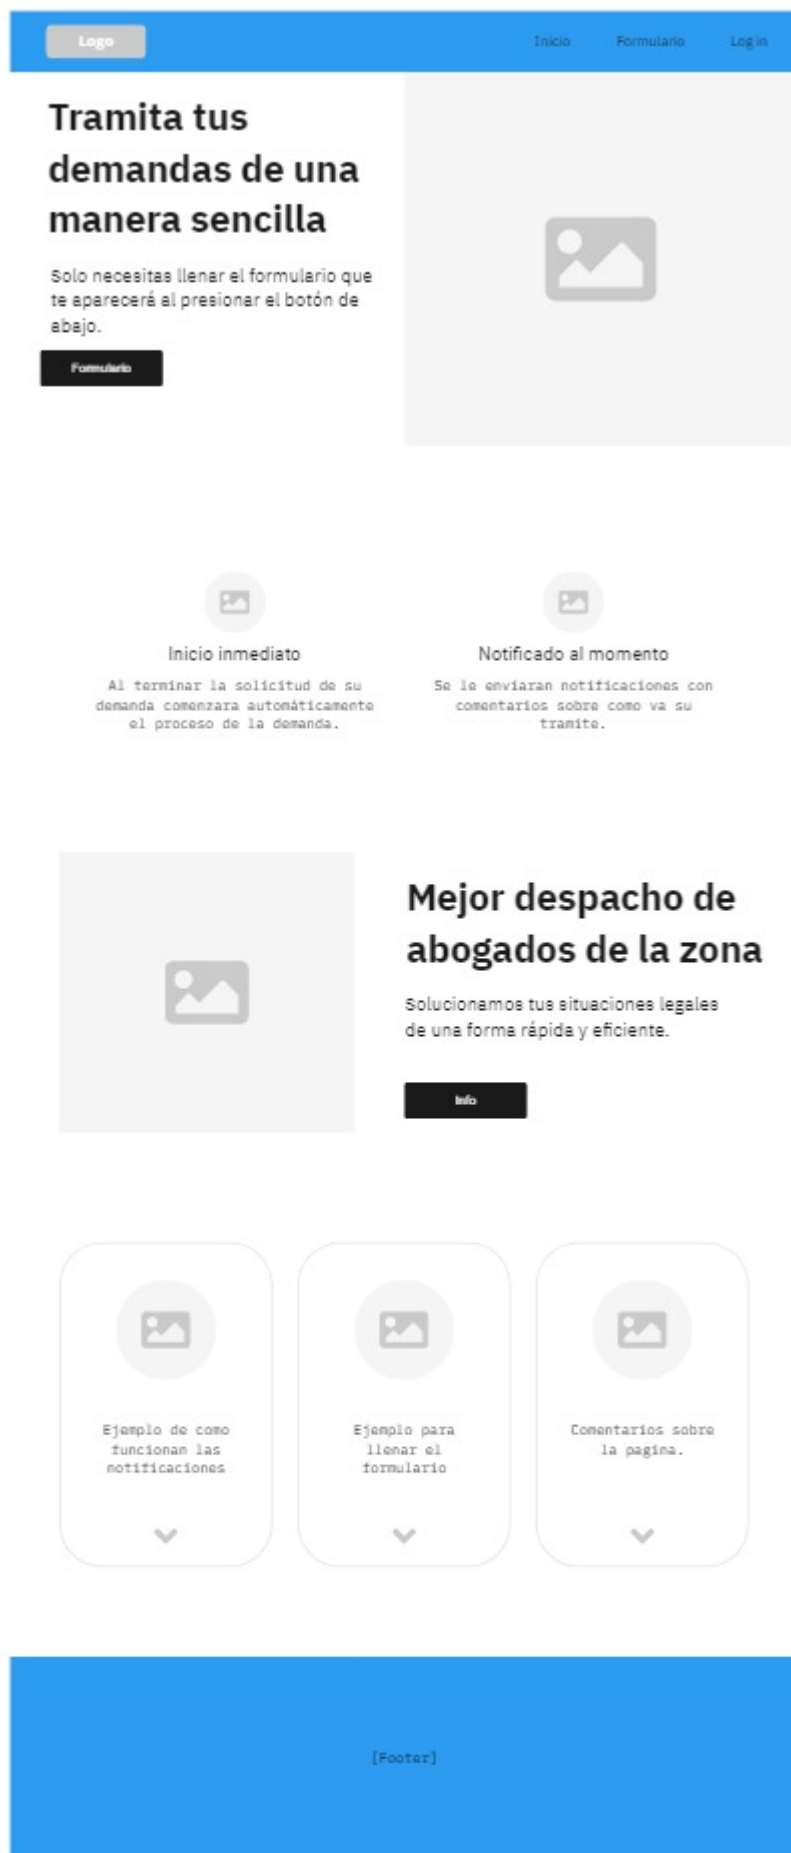 Logo
Inicio
Formulario
Log in
Tramita tus
demandas de una
manera sencilla
Solo necesitas llenar el formulario que
te aparecerá al presionar el botón de
abajo.
Formulario
Inicio inmediato
Al terminar la solicitud de su
demanda comenzara automáticamente
el proceso de la demanda.
Notificado al momento
Se le enviaran notificaciones con
comentarios sobre como va su
tramite.
Mejor despacho de
abogados de la zona
Solucionamos tus situaciones legales
de una forma rápida y eficiente.
Info
Ejemplo de como
funcionan las
notificaciones
Ejemplo para
llenar el
formulario
Comentarios sobre
la pagina.
[Footer]